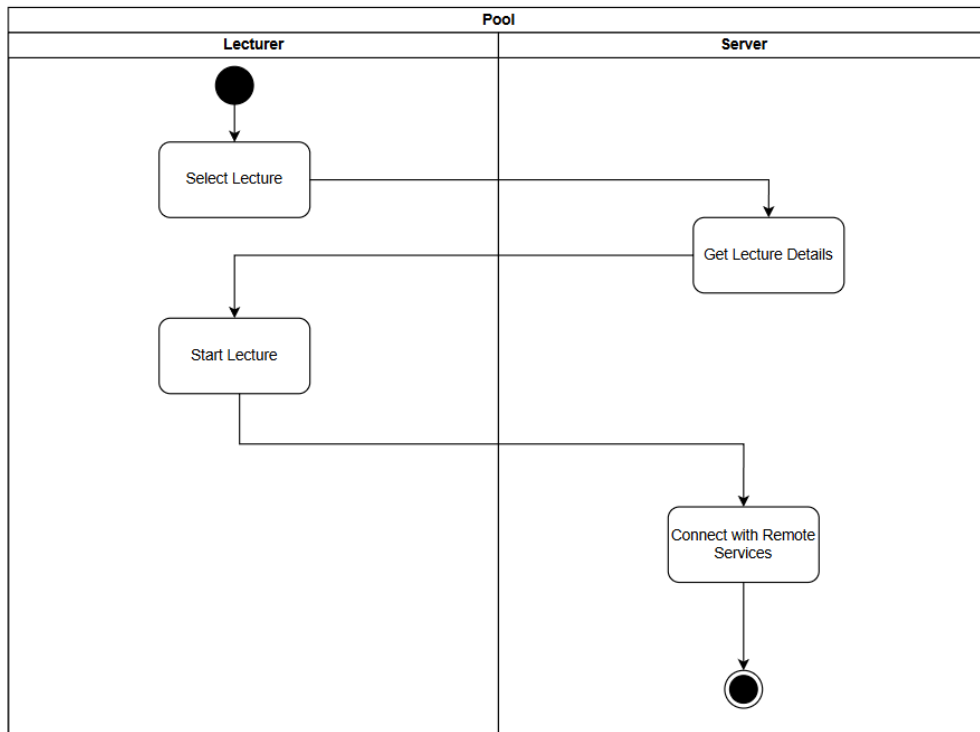 Pool
Lecturer
Server
Select Lecture
Get Lecture Details
Start Lecture
Connect with Remote
Services